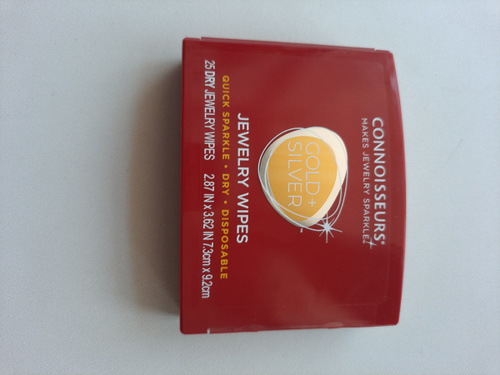 CONNOISSEURS®
MAKES JEWELRY SPARKLE
GOLD +
SILVER
JEWELRY WIPES
QUICK SPARKLE • DRY • DISPOSABLE
25 DRY JEWELRY WIPES 2.87 IN x 3.62 IN 7.3cm x 9.2cm